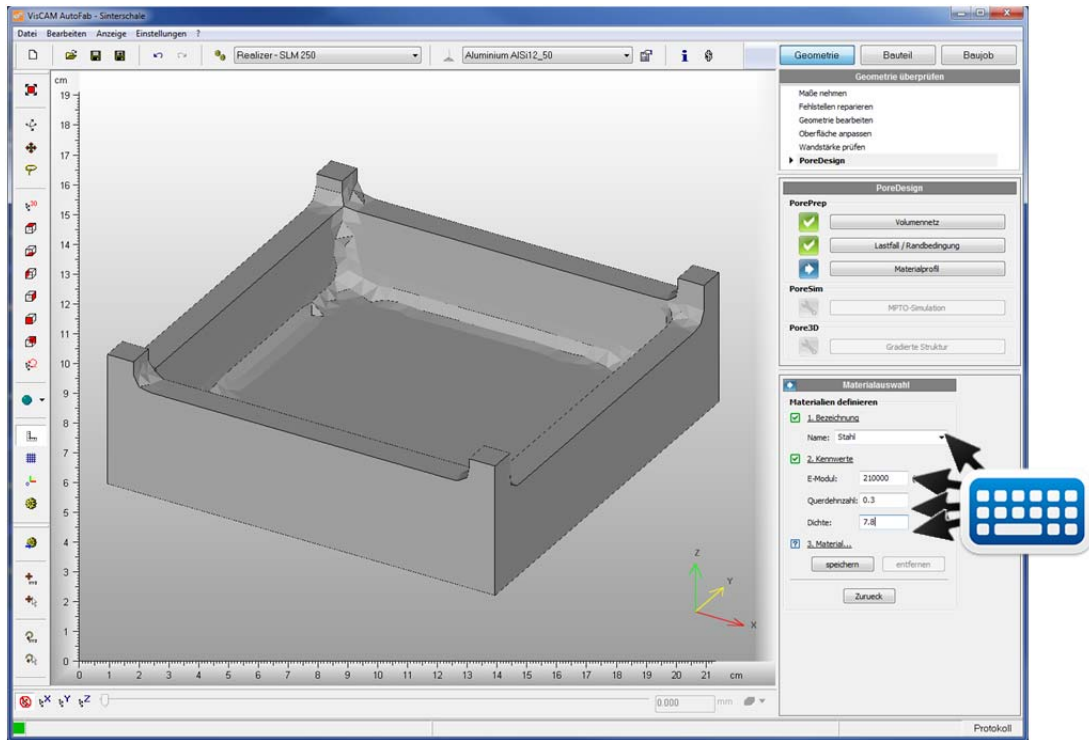 VisCAM AutoFab - Sinterschale
Datei Bearbeiten Anzeige Einstellungen ?
Realizer - SLM 250 Aluminium AlSi12_50
Geometrie Bauteil Baujob
Geometrie überprüfen
Maße nehmen
Fehlstellen reparieren
Geometrie bearbeiten
Oberfläche anpassen
Wandstärke prüfen
PoreDesign
PoreDesign
PorePrep
Volumennetz
Lastfall / Randbedingung
Materialprofil
PoreSim
MPTO-Simulation
Pore3D
Gradierte Struktur
Materialauswahl
Materialien definieren
1. Bezeichnung
Name: Stahl
2. Kennwerte
E-Modul: 210000
Querdehnzahl: 0.3
Dichte: 7.8
3. Material...
speichern entfernen
Zurueck
cm
19
18
17
16
15
14
13
12
11
10
9
8
7
6
5
4
3
2
1
0
0 1 2 3 4 5 6 7 8 9 10 11 12 13 14 15 16 17 18 19 20 21 cm
Z
Y
X
X Y Z 0.000 mm
Protokoll